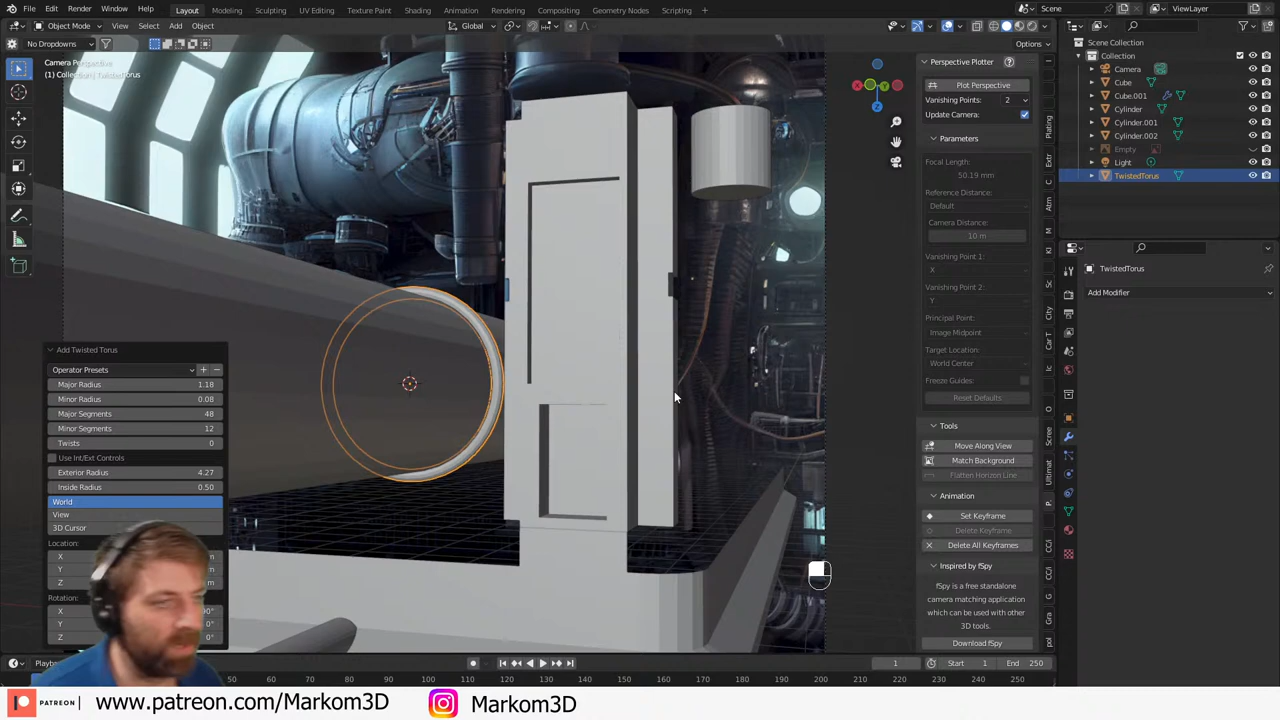 File Edit Render Window Help Layout Modeling Sculpting UV Editing Texture Paint Shading Animation Rendering Compositing Geometry Nodes Scripting Scene ViewLayer
Object Mode View Select Add Object Global
No Dropdowns Options
Camera Perspective
(1) Collection | TwistedTorus
Add Twisted Torus
Operator Presets
Major Radius 1.18
Minor Radius 0.08
Major Segments 48
Minor Segments 12
Twists 0
Use Int/Ext Controls
Exterior Radius 4.27
Inside Radius 0.50
World
View
3D Cursor
Location:
X m
Y
Z m
Rotation:
X 90°
Y 0°
Z 0°
Perspective Plotter
Plot Perspective
Vanishing Points: 2
Update Camera:
Parameters
Focal Length:
50.19 mm
Reference Distance:
Default
Camera Distance:
10 m
Vanishing Point 1:
X
Vanishing Point 2:
Y
Principal Point:
Image Midpoint
Target Location:
World Center
Freeze Guides:
Reset Defaults
Tools
Move Along View
Match Background
Flatten Horizon Line
Animation
Set Keyframe
Delete Keyframe
Delete All Keyframes
Inspired by fSpy
fSpy is a free standalone
camera matching application
which can be used with other
3D tools.
Download fSpy
Scene Collection
Collection
Camera
Cube
Cube.001
Cylinder
Cylinder.001
Cylinder.002
Empty
Light
TwistedTorus
TwistedTorus
Add Modifier
1 Start 1 End 250
50 60 70 80 90 100 110 120 130 140 150 160 170 180 190 200 210 220 230 240 250
PATREON www.patreon.com/Markom3D Markom3D